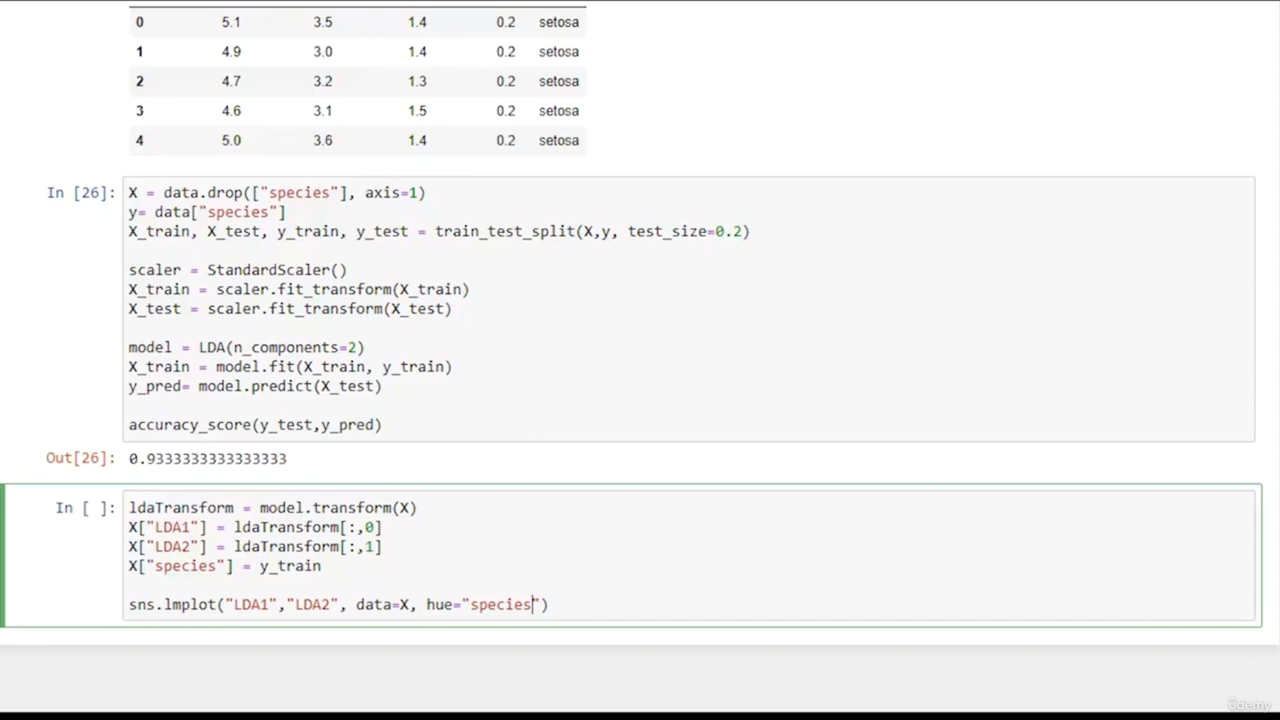 0 5.1 3.5 1.4 0.2 setosa
1 4.9 3.0 1.4 0.2 setosa
2 4.7 3.2 1.3 0.2 setosa
3 4.6 3.1 1.5 0.2 setosa
4 5.0 3.6 1.4 0.2 setosa
In [26]: X = data.drop(["species"], axis=1)
y= data["species"]
X_train, X_test, y_train, y_test = train_test_split(X,y, test_size=0.2)
scaler = StandardScaler()
X_train = scaler.fit_transform(X_train)
X_test = scaler.fit_transform(X_test)
model = LDA(n_components=2)
X_train = model.fit(X_train, y_train)
y_pred= model.predict(X_test)
accuracy_score(y_test,y_pred)
Out[26]: 0.9333333333333333
In [ ]: ldaTransform = model.transform(X)
X["LDA1"] = ldaTransform[:,0]
X["LDA2"] = ldaTransform[:,1]
X["species"] = y_train
sns.lmplot("LDA1","LDA2", data=X, hue="species")
ûdemy